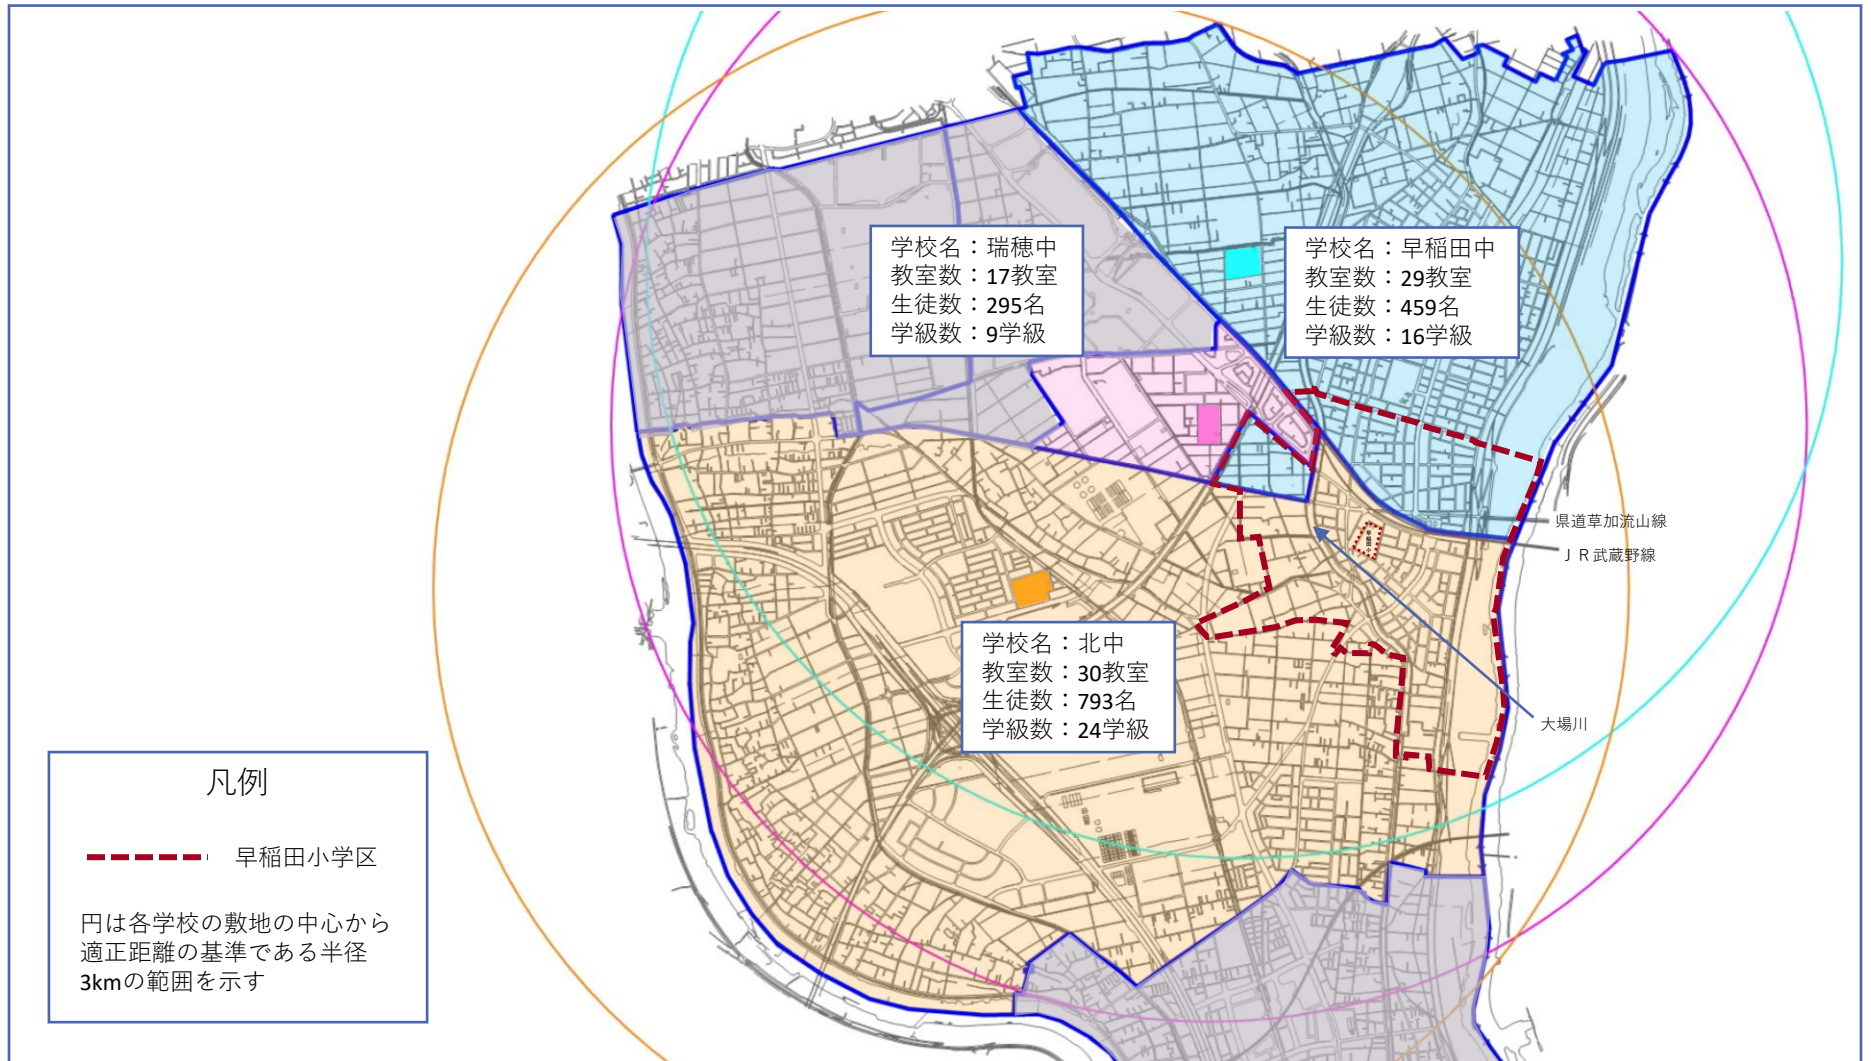 学校名：瑞穂中
教室数：17教室
生徒数：295名
学級数：9学級
学校名：早稲田中
教室数：29教室
生徒数：459名
学級数：16学級
県道草加流山線
ＪＲ武蔵野線
早稲田小
学校名：北中
教室数：30教室
生徒数：793名
学級数：24学級
大場川
凡例
早稲田小学区
円は各学校の敷地の中心から
適正距離の基準である半径
3kmの範囲を示す